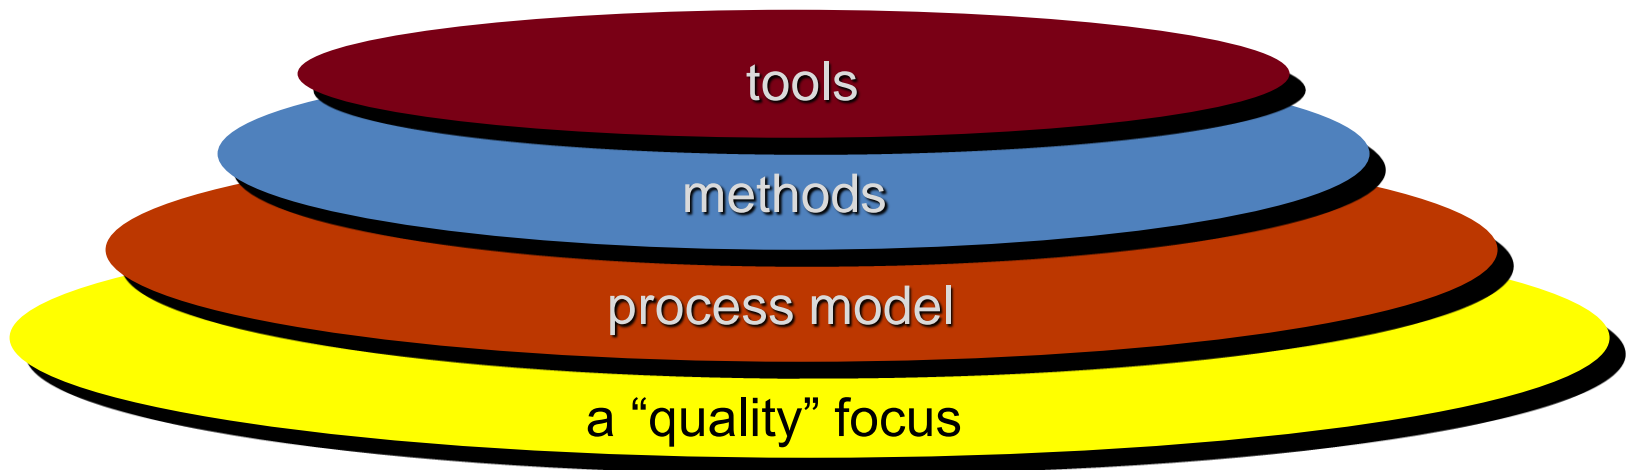 tools
methods
process model
a “quality” focus